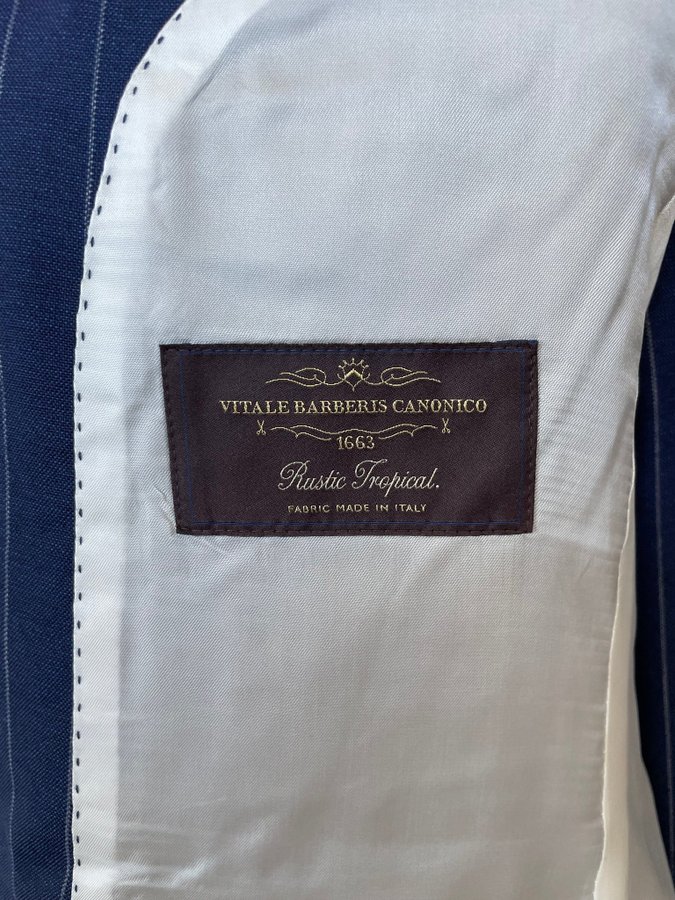 VITALE BARBERIS CANONICO
1663
Rustic Tropical.
FABRIC MADE IN ITALY